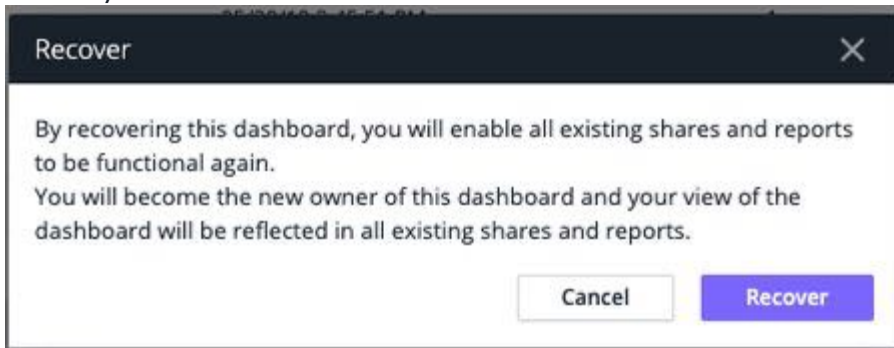 Recover
By recovering this dashboard, you will enable all existing shares and reports
to be functional again.
You will become the new owner of this dashboard and your view of the
dashboard will be reflected in all existing shares and reports.
Cancel
Recover